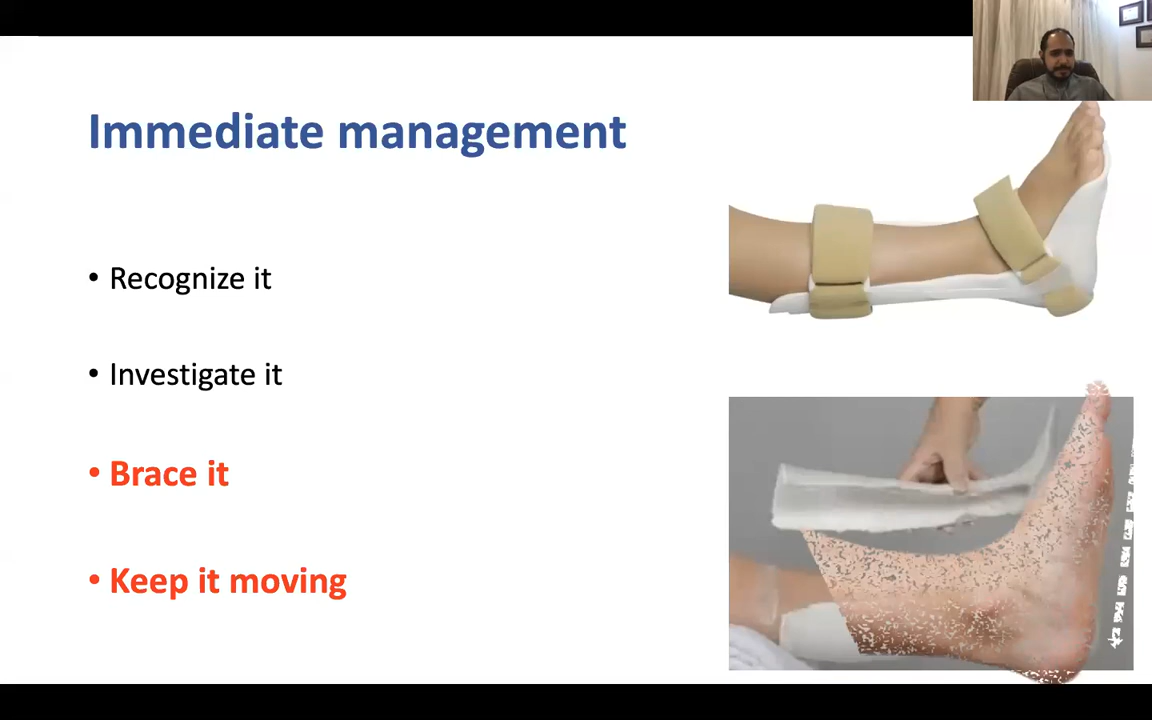 Immediate management
• Recognize it
• Investigate it
• Brace it
• Keep it moving